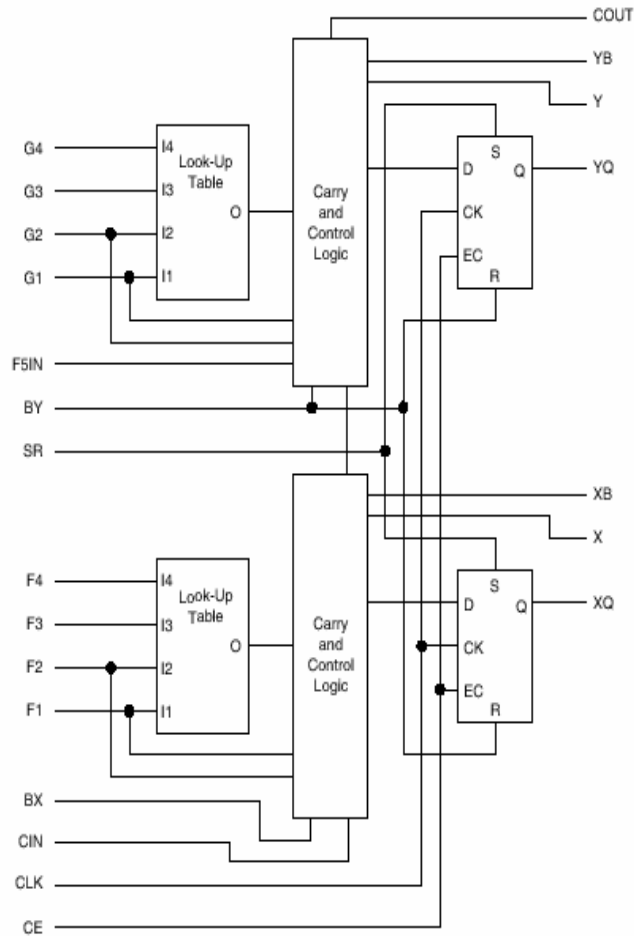 COUT
YB
Y
G4
I4
Look-Up
Table
S
D
Q
YQ
G3
I3
Carry
and
Control
Logic
G2
I2
O
CK
G1
I1
EC
R
F5IN
BY
SR
XB
X
F4
I4
Look-Up
Table
S
D
Q
XQ
F3
I3
Carry
and
Control
Logic
F2
I2
O
CK
F1
I1
EC
R
BX
CIN
CLK
CE